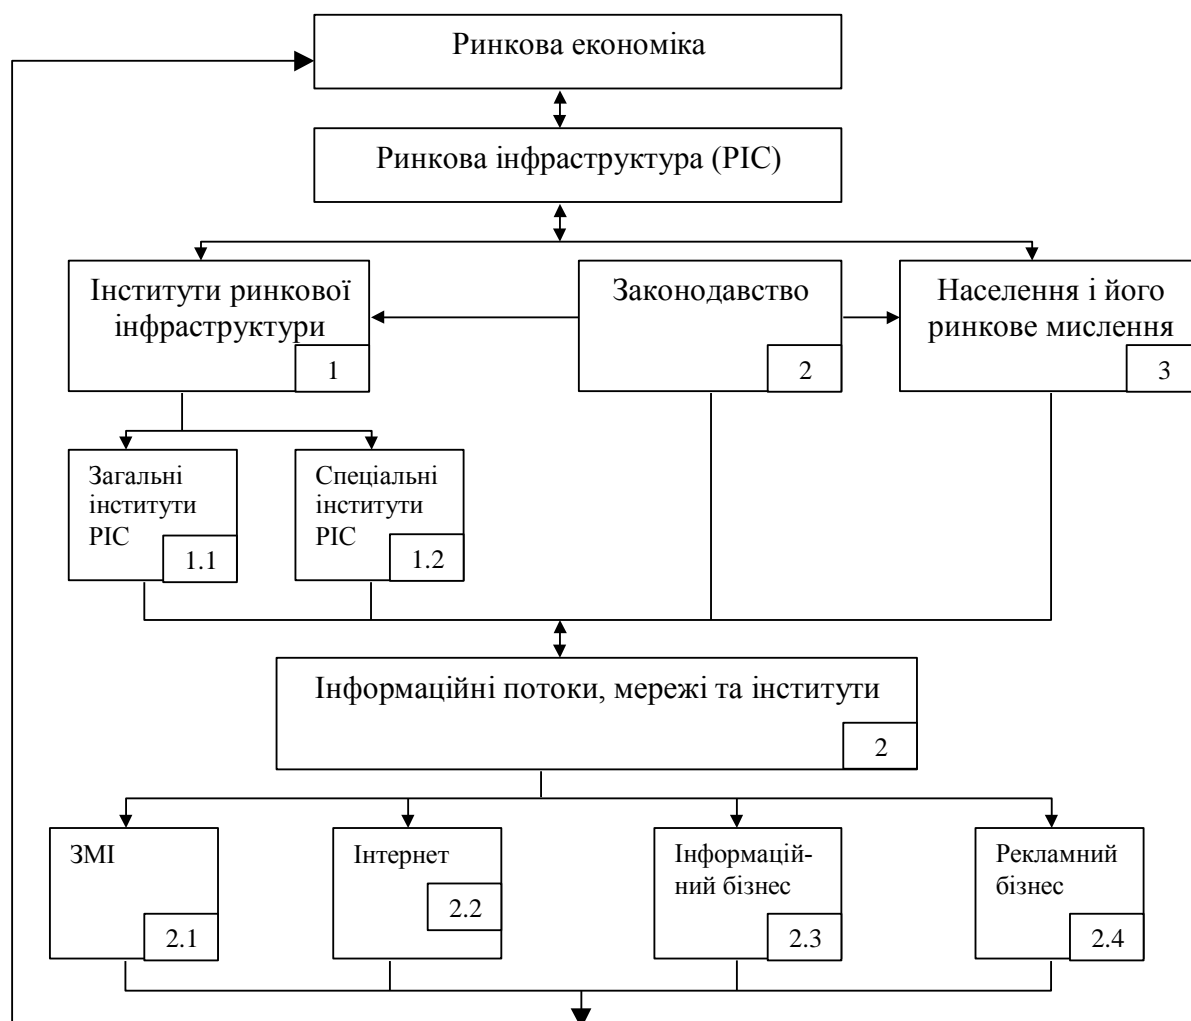 Ринкова економіка
Ринкова інфраструктура (РІС)
Інститути ринкової
інфраструктури
1
Законодавство
2
Населення і його
ринкове мислення
3
Загальні
інститути
РІС
1.1
Спеціальні
інститути
РІС
1.2
Інформаційні потоки, мережі та інститути
2
ЗМІ
2.1
Інтернет
2.2
Інформацій-
ний бізнес
2.3
Рекламний
бізнес
2.4